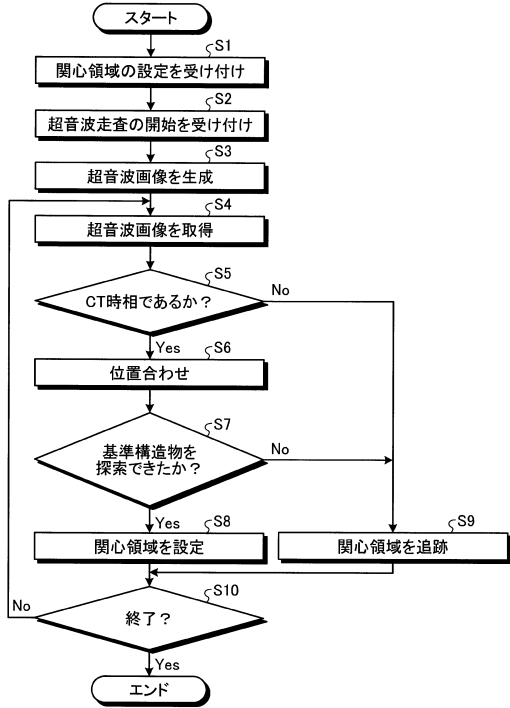 スタート
S1
関心領域の設定を受け付け
S2
超音波走査の開始を受け付け
S3
超音波画像を生成
S4
超音波画像を取得
S5
CT時相であるか？
No
Yes
S6
位置合わせ
S7
基準構造物を
探索できたか？
No
Yes
S8
関心領域を設定
S9
関心領域を追跡
S10
終了？
No
Yes
エンド